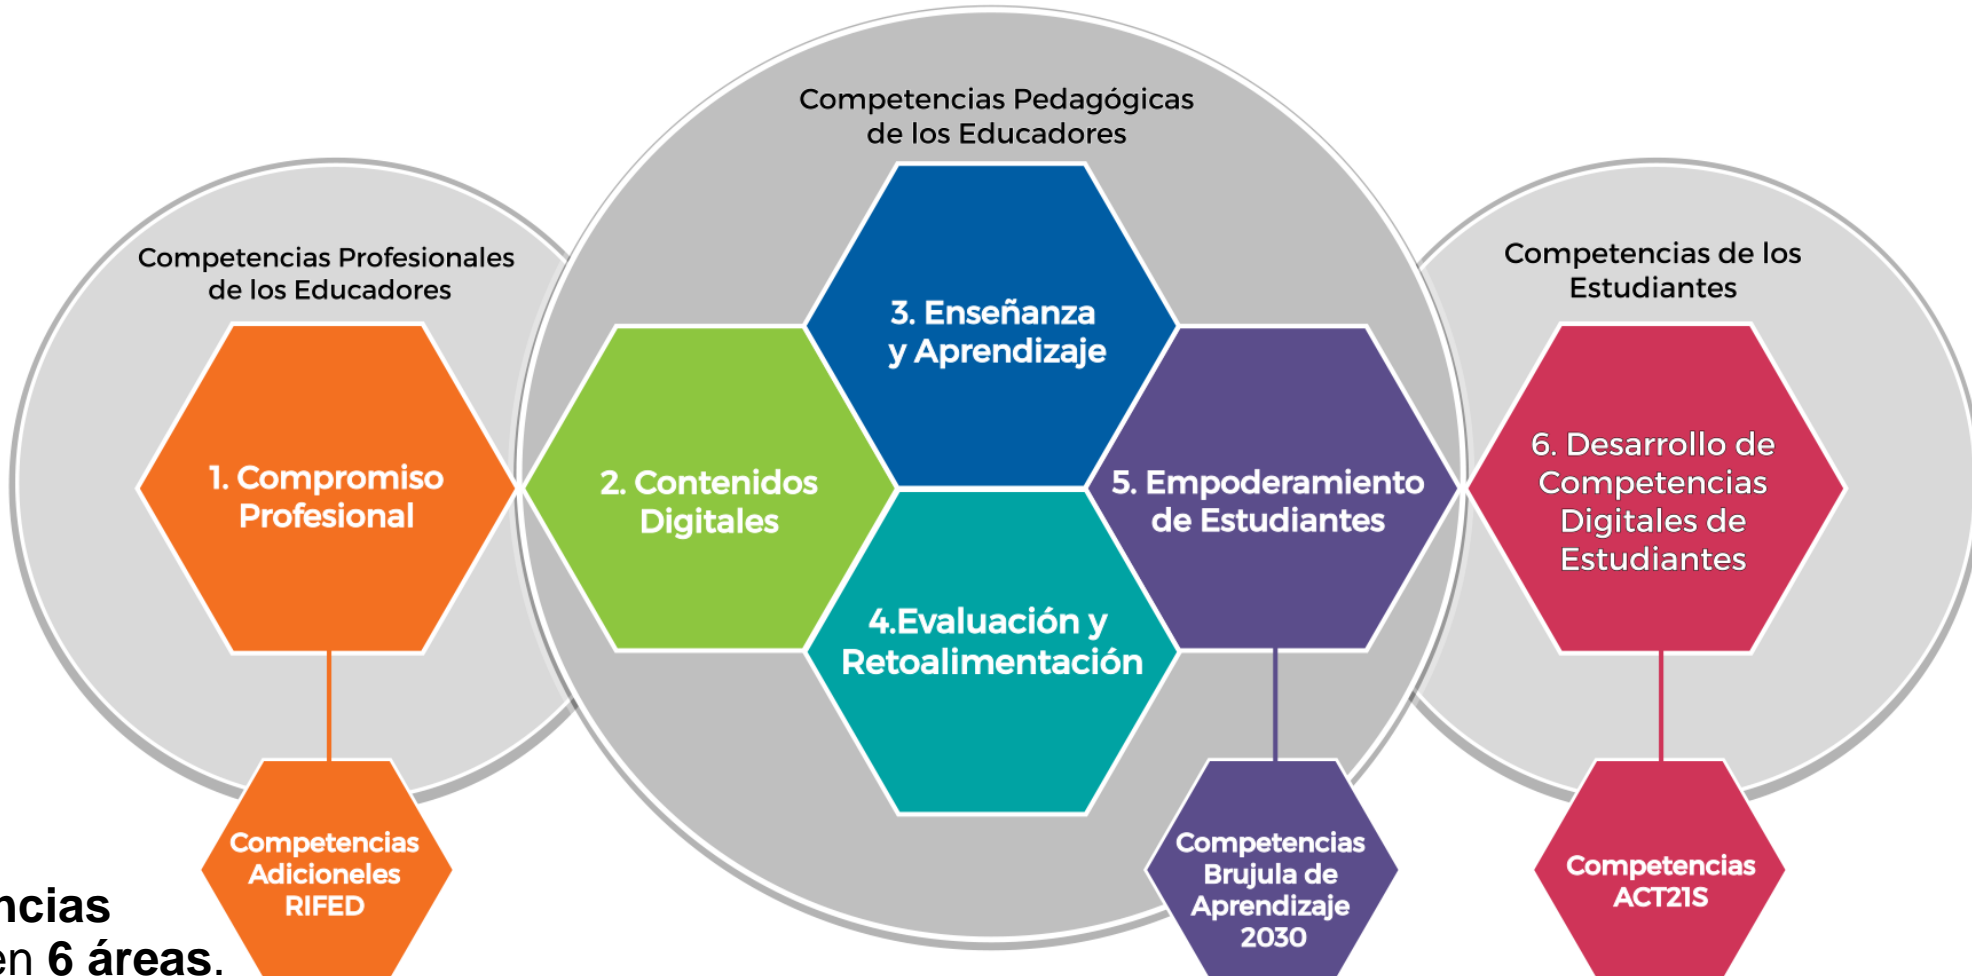 Competencias Pedagógicas
de los Educadores
Competencias Profesionales
de los Educadores
Competencias de los
Estudiantes
1. Compromiso
Profesional
2. Contenidos
Digitales
3. Enseñanza
y Aprendizaje
4.Evaluación y
Retoalimentación
5. Empoderamiento
de Estudiantes
6. Desarrollo de
Competencias
Digitales de
Estudiantes
Competencias
Adicioneles
RIFED
Competencias
Brujula de
Aprendizaje
2030
Competencias
ACT21S
ncias
en 6 áreas.